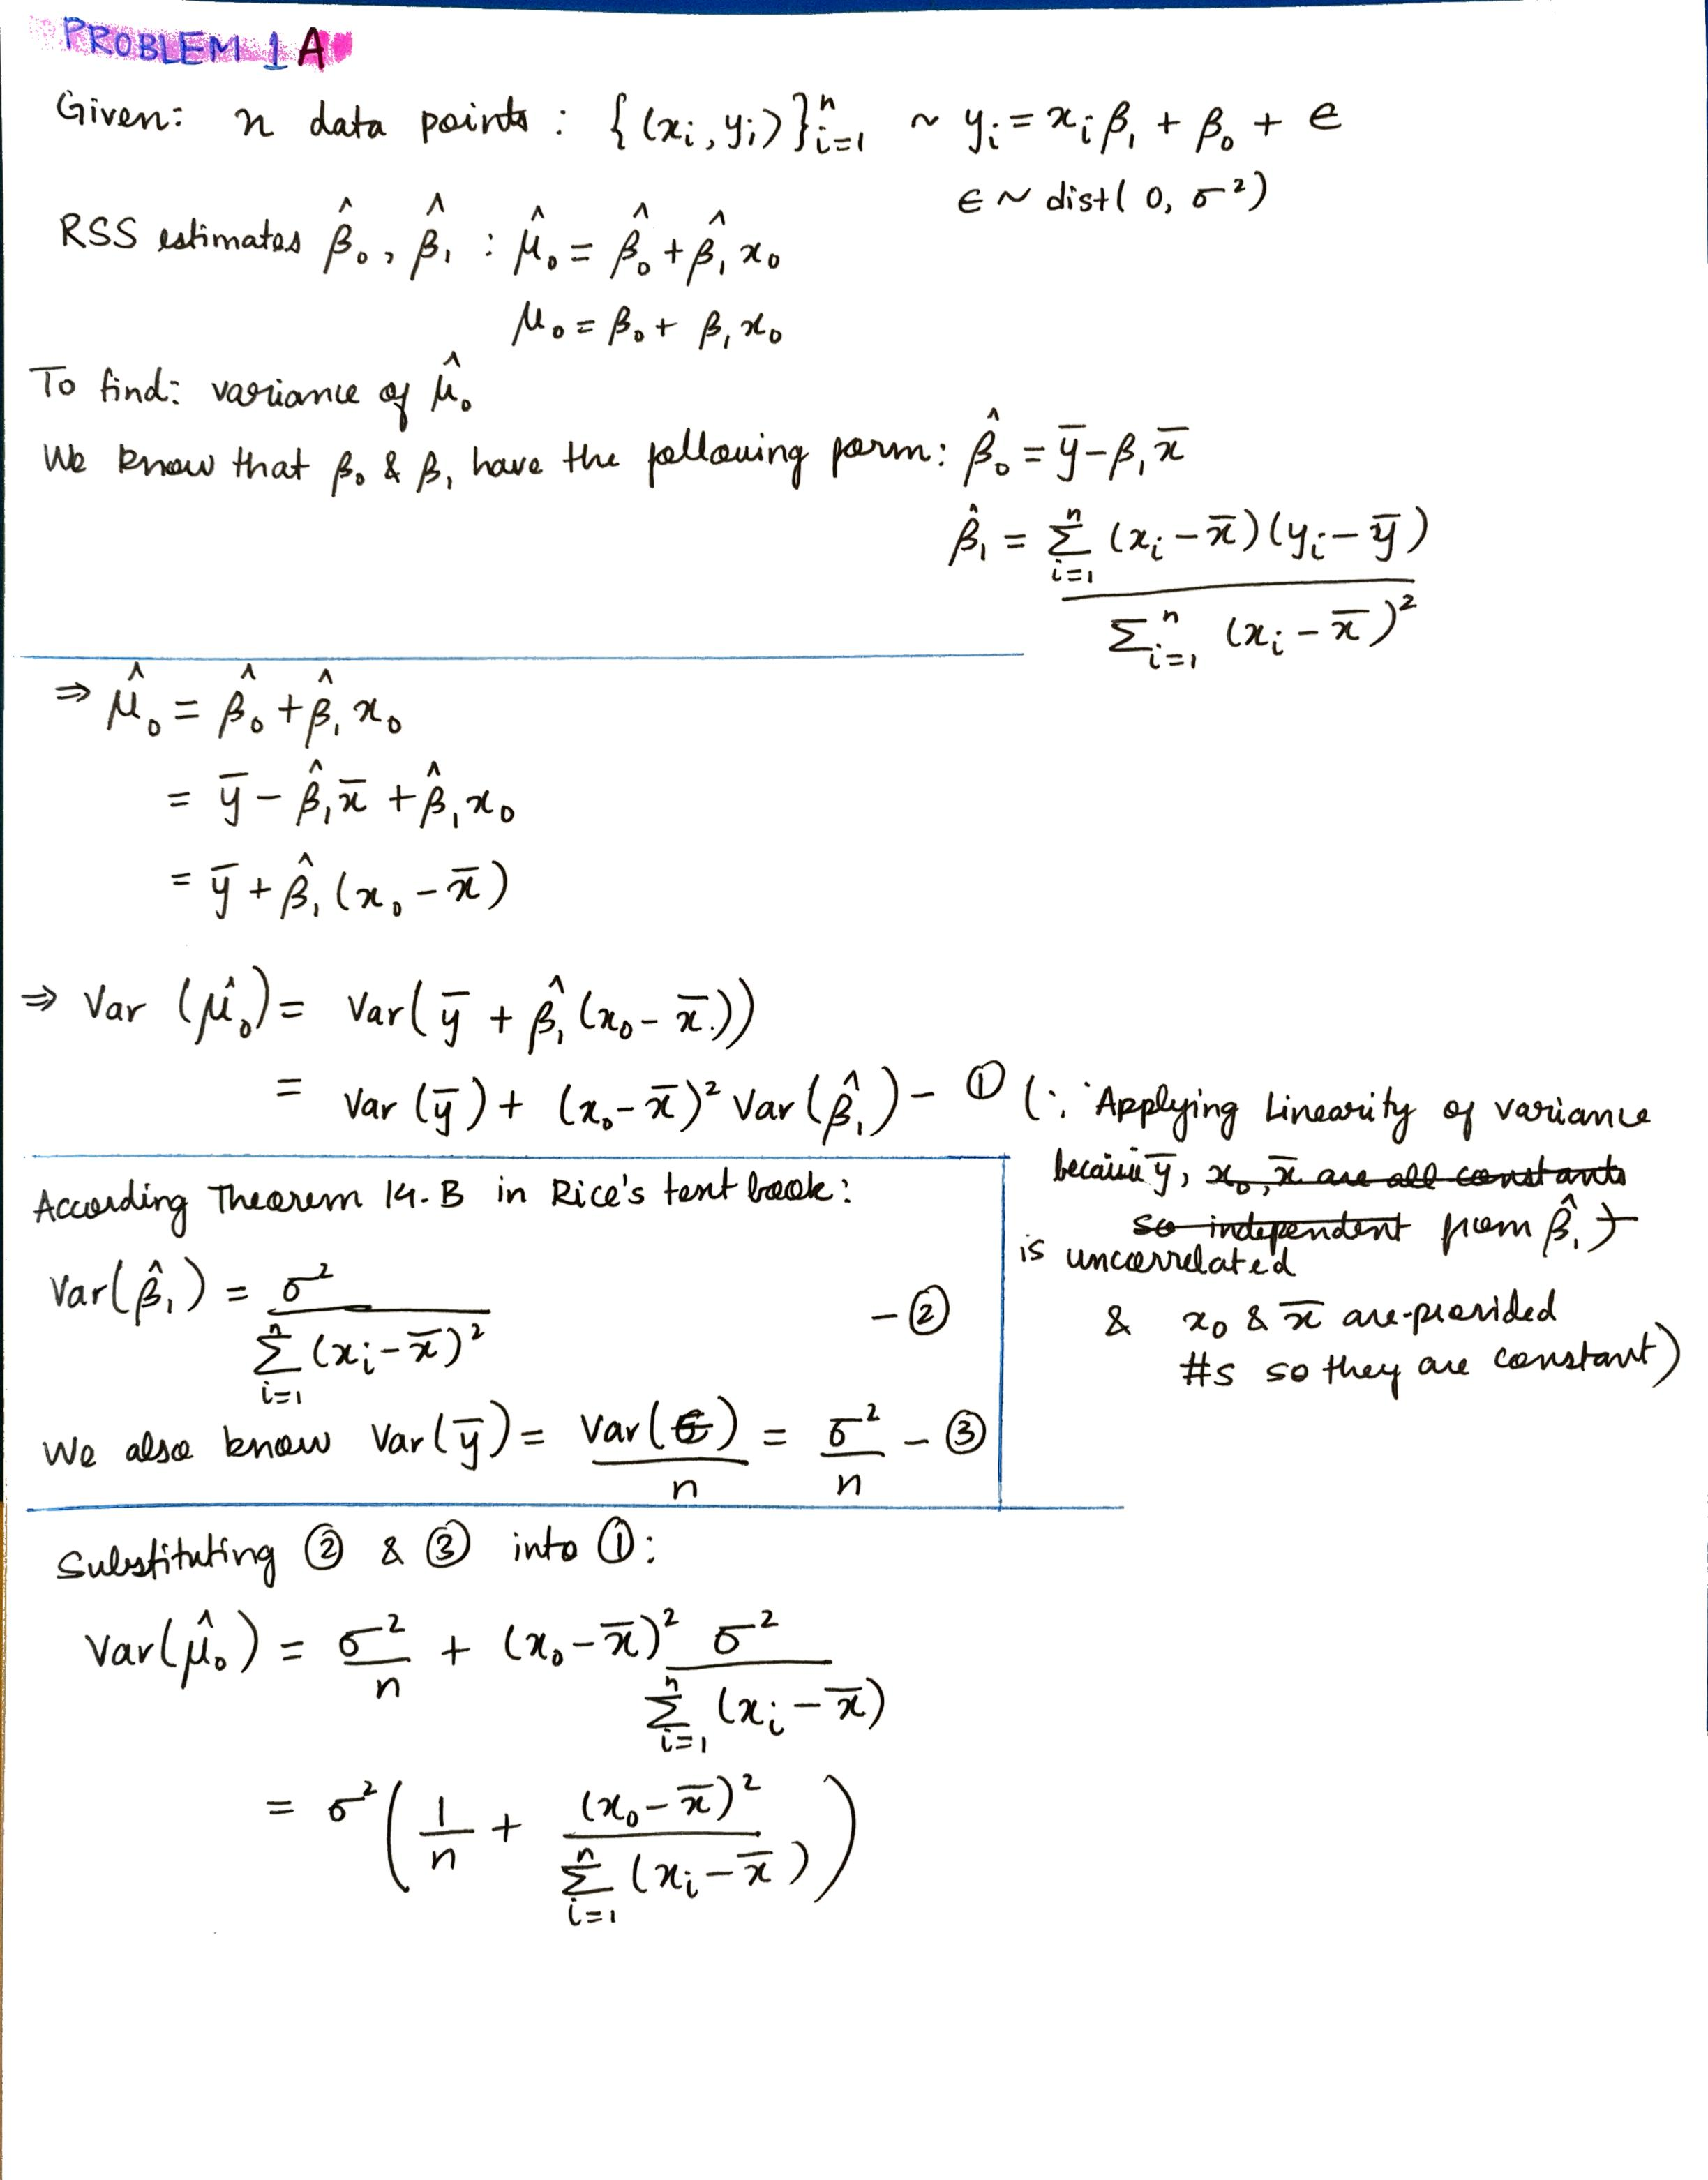 PROBLEM 1A
Given: n data points : {(xᵢ, yᵢ)}ⁿᵢ₌₁ ~ yᵢ = xᵢβ₁ + β₀ + ϵ
ϵ ~ dist( 0, σ²)
RSS estimates β̂₀, β̂₁ : μ̂₀ = β̂₀ + β̂₁ x₀
μ₀ = β₀ + β₁ x₀
To find: variance of μ̂₀
We know that β₀ & β₁ have the following form: β̂₀ = ȳ - β₁ x̄
β̂₁ = Σⁿᵢ₌₁ (xᵢ - x̄)(yᵢ - ȳ)
Σⁿᵢ₌₁ (xᵢ - x̄)²
⇒ μ̂₀ = β̂₀ + β̂₁ x₀
= ȳ - β̂₁x̄ + β̂₁x₀
= ȳ + β̂₁ (x₀ - x̄)
⇒ Var (μ̂₀) = Var( ȳ + β̂₁ (x₀ - x̄))
= Var (ȳ) + (x₀ - x̄)² Var (β̂₁) - ① (∵ Applying Linearity of variance
because ȳ, x₀, x̄ are all constants
so independent from β̂₁)
is uncorrelated
& x₀ & x̄ are provided
#s so they are constant)
According Theorem 14.B in Rice's text book:
Var(β̂₁) = σ²
Σⁿᵢ₌₁ (xᵢ - x̄)²
- ②
We also know Var(ȳ) = Var(ϵ) = σ² - ③
n n
Substituting ② & ③ into ①:
Var(μ̂₀) = σ² + (x₀ - x̄)² σ²
n Σⁿᵢ₌₁ (xᵢ - x̄)
= σ² ( 1 + (x₀ - x̄)² )
n Σⁿᵢ₌₁ (xᵢ - x̄)